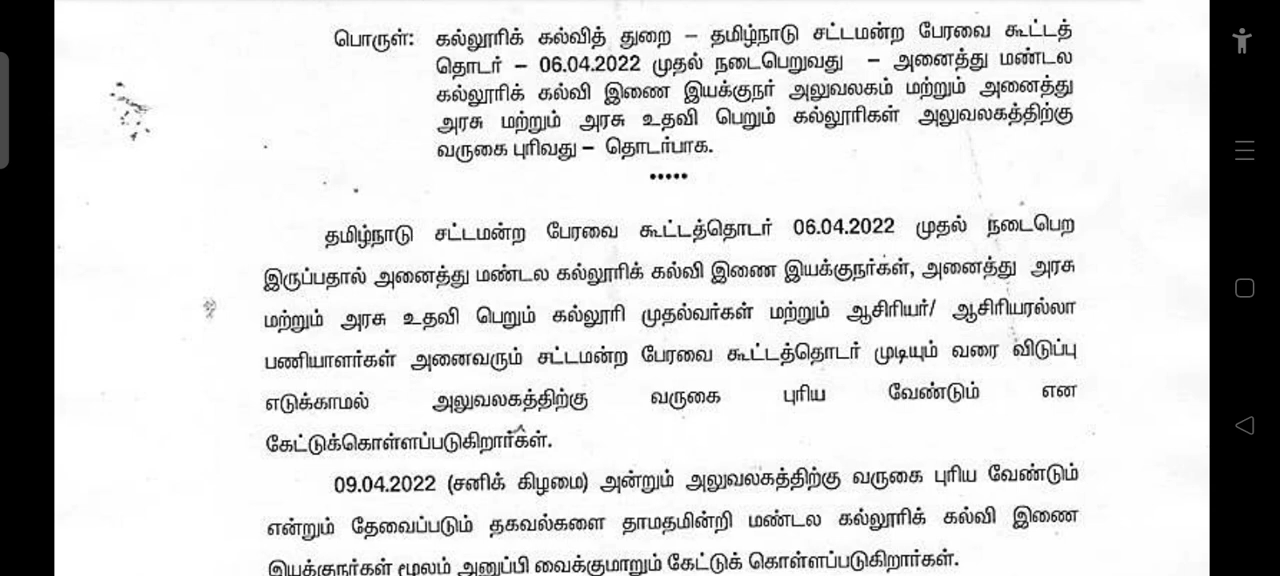 பொருள்: கல்லூரிக் கல்வித் துறை – தமிழ்நாடு சட்டமன்ற பேரவை கூட்டத்
தொடர் – 06.04.2022 முதல் நடைபெறுவது – அனைத்து மண்டல
கல்லூரிக் கல்வி இணை இயக்குநர் அலுவலகம் மற்றும் அனைத்து
அரசு மற்றும் அரசு உதவி பெறும் கல்லூரிகள் அலுவலகத்திற்கு
வருகை புரிவது – தொடர்பாக.
•••••
தமிழ்நாடு சட்டமன்ற பேரவை கூட்டத்தொடர் 06.04.2022 முதல் நடைபெற
இருப்பதால் அனைத்து மண்டல கல்லூரிக் கல்வி இணை இயக்குநர்கள், அனைத்து அரசு
மற்றும் அரசு உதவி பெறும் கல்லூரி முதல்வர்கள் மற்றும் ஆசிரியர்/ ஆசிரியரல்லா
பணியாளர்கள் அனைவரும் சட்டமன்ற பேரவை கூட்டத்தொடர் முடியும் வரை விடுப்பு
எடுக்காமல் அலுவலகத்திற்கு வருகை புரிய வேண்டும் என
கேட்டுக்கொள்ளப்படுகிறார்கள்.
09.04.2022 (சனிக் கிழமை) அன்றும் அலுவலகத்திற்கு வருகை புரிய வேண்டும்
என்றும் தேவைப்படும் தகவல்களை தாமதமின்றி மண்டல கல்லூரிக் கல்வி இணை
இயக்குநர்கள் மூலம் அனுப்பி வைக்குமாறும் கேட்டுக் கொள்ளப்படுகிறார்கள்.